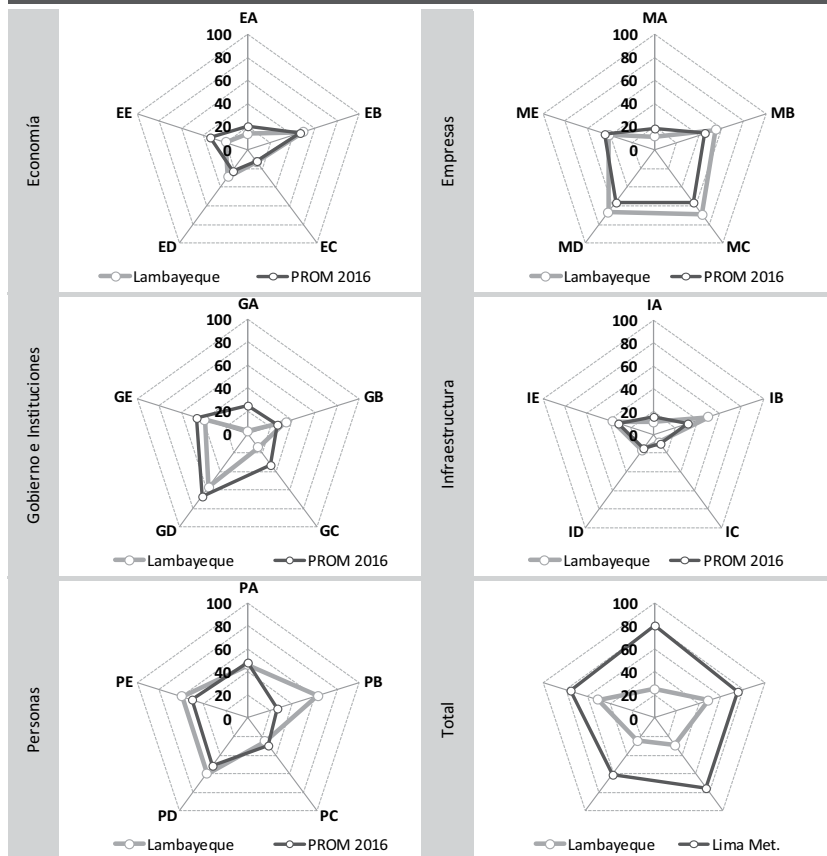 Economía
EA
100
80
60
40
20
0
EE
EB
ED
EC
Lambayeque
PROM 2016
Empresas
MA
100
80
60
40
20
0
ME
MB
MD
MC
Lambayeque
PROM 2016
Gobierno e Instituciones
GA
100
80
60
40
20
0
GE
GB
GD
GC
Lambayeque
PROM 2016
Infraestructura
IA
100
80
60
40
20
0
IE
IB
ID
IC
Lambayeque
PROM 2016
Personas
PA
100
80
60
40
20
0
PE
PB
PD
PC
Lambayeque
PROM 2016
Total
100
80
60
40
20
0
Lambayeque
Lima Met.